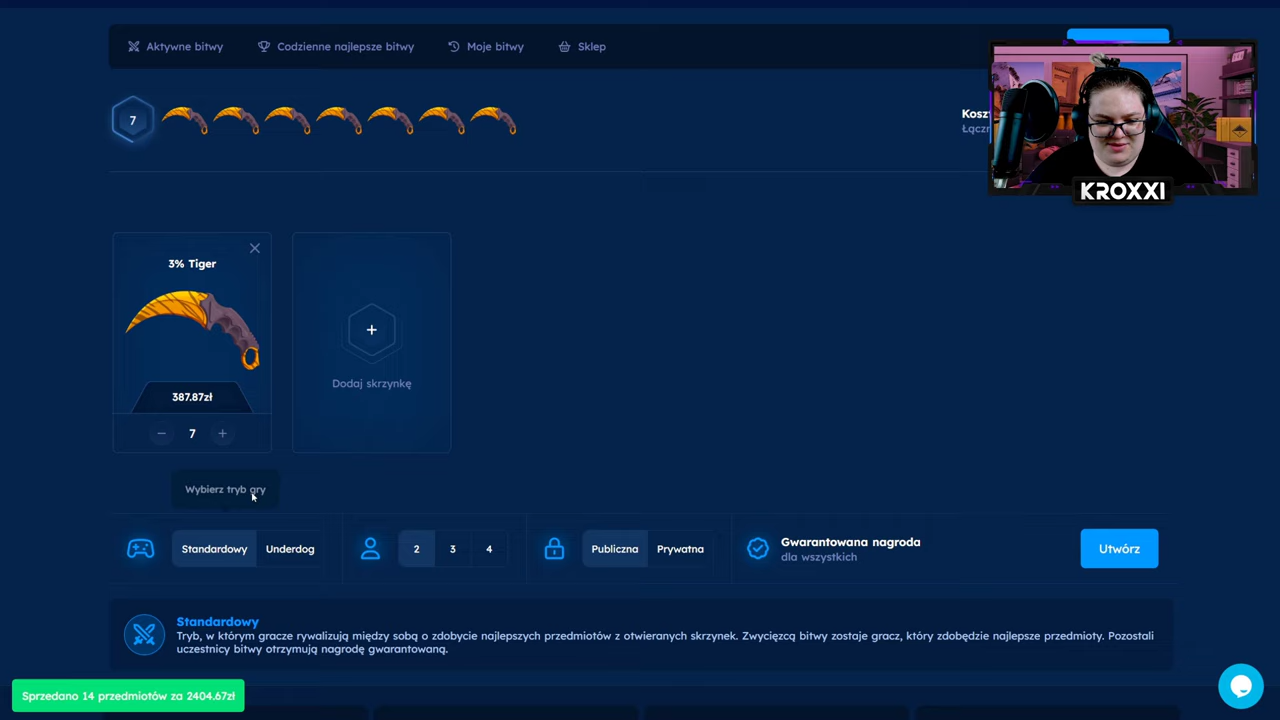 Aktywne bitwy
Codzienne najlepsze bitwy
Moje bitwy
Sklep
7
Koszt
Łączn
KROXXI
3% Tiger
387.87zł
− 7 +
+
Dodaj skrzynkę
Wybierz tryb gry
Standardowy
Underdog
2
3
4
Publiczna
Prywatna
Gwarantowana nagroda
dla wszystkich
Utwórz
Standardowy
Tryb, w którym gracze rywalizują między sobą o zdobycie najlepszych przedmiotów z otwieranych skrzynek. Zwycięzcą bitwy zostaje gracz, który zdobędzie najlepsze przedmioty. Pozostali
uczestnicy bitwy otrzymują nagrodę gwarantowaną.
Sprzedano 14 przedmiotów za 2404.67zł